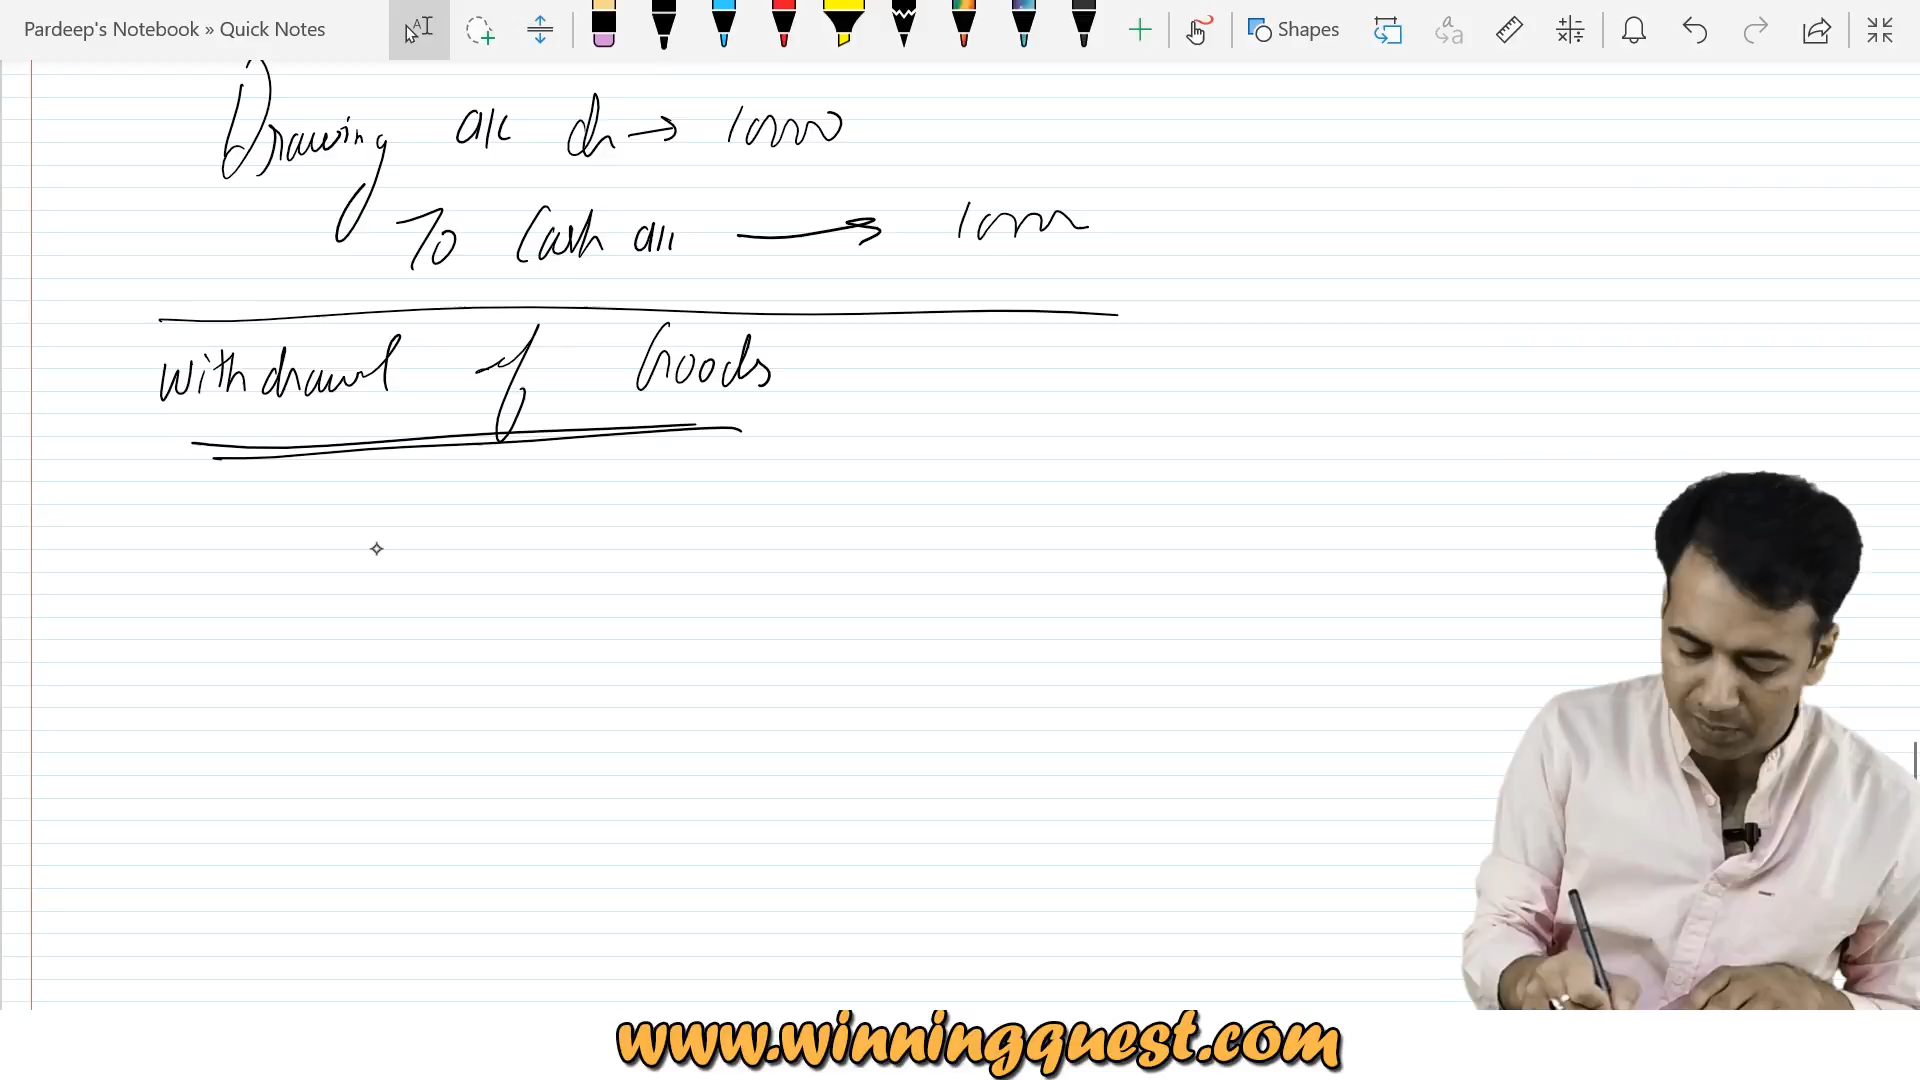 Pardeep's Notebook » Quick Notes
Shapes
Drawing a/c dr → 10000
To Cash a/c → 10000
withdrawl of Goods
www.winningquest.com